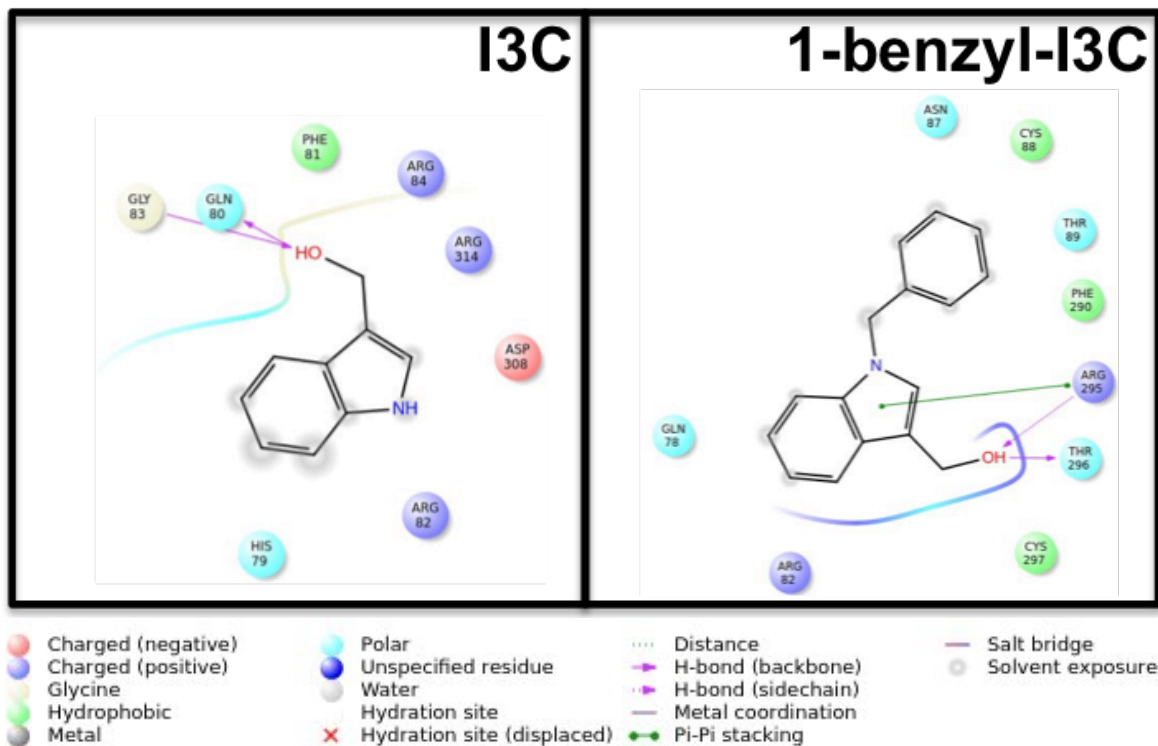 I3C
PHE
81
ARG
84
GLY
83
GLN
80
HO
ARG
314
ASP
308
NH
ARG
82
HIS
79
1-benzyl-I3C
ASN
87
CYS
88
THR
89
PHE
290
N
ARG
295
GLN
78
OH
THR
296
CYS
297
ARG
82
Charged (negative)
Charged (positive)
Glycine
Hydrophobic
Metal
Polar
Unspecified residue
Water
Hydration site
Hydration site (displaced)
Distance
H-bond (backbone)
H-bond (sidechain)
Metal coordination
Pi-Pi stacking
Salt bridge
Solvent exposure